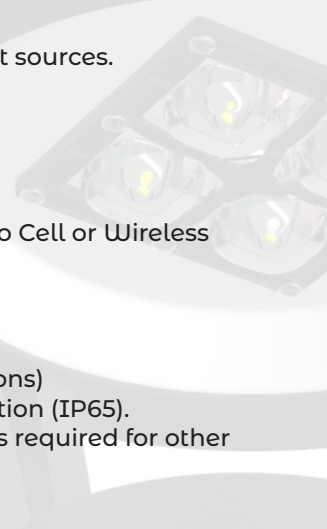 t sources.
o Cell or Wireless
ons)
tion (IP65).
s required for other